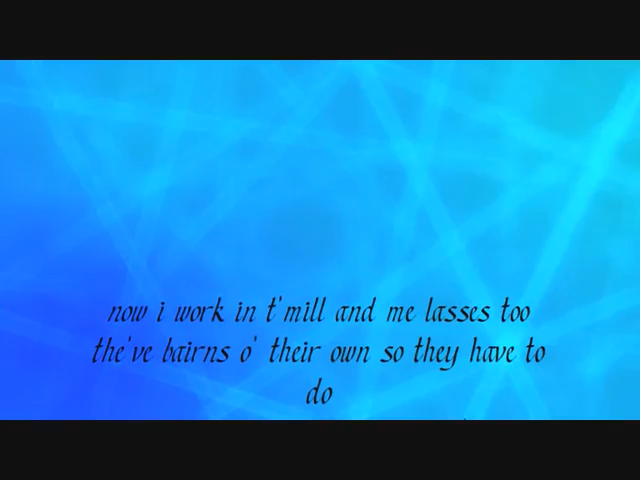 now i work in t'mill and me lasses too
the've bairns o' their own so they have to
do